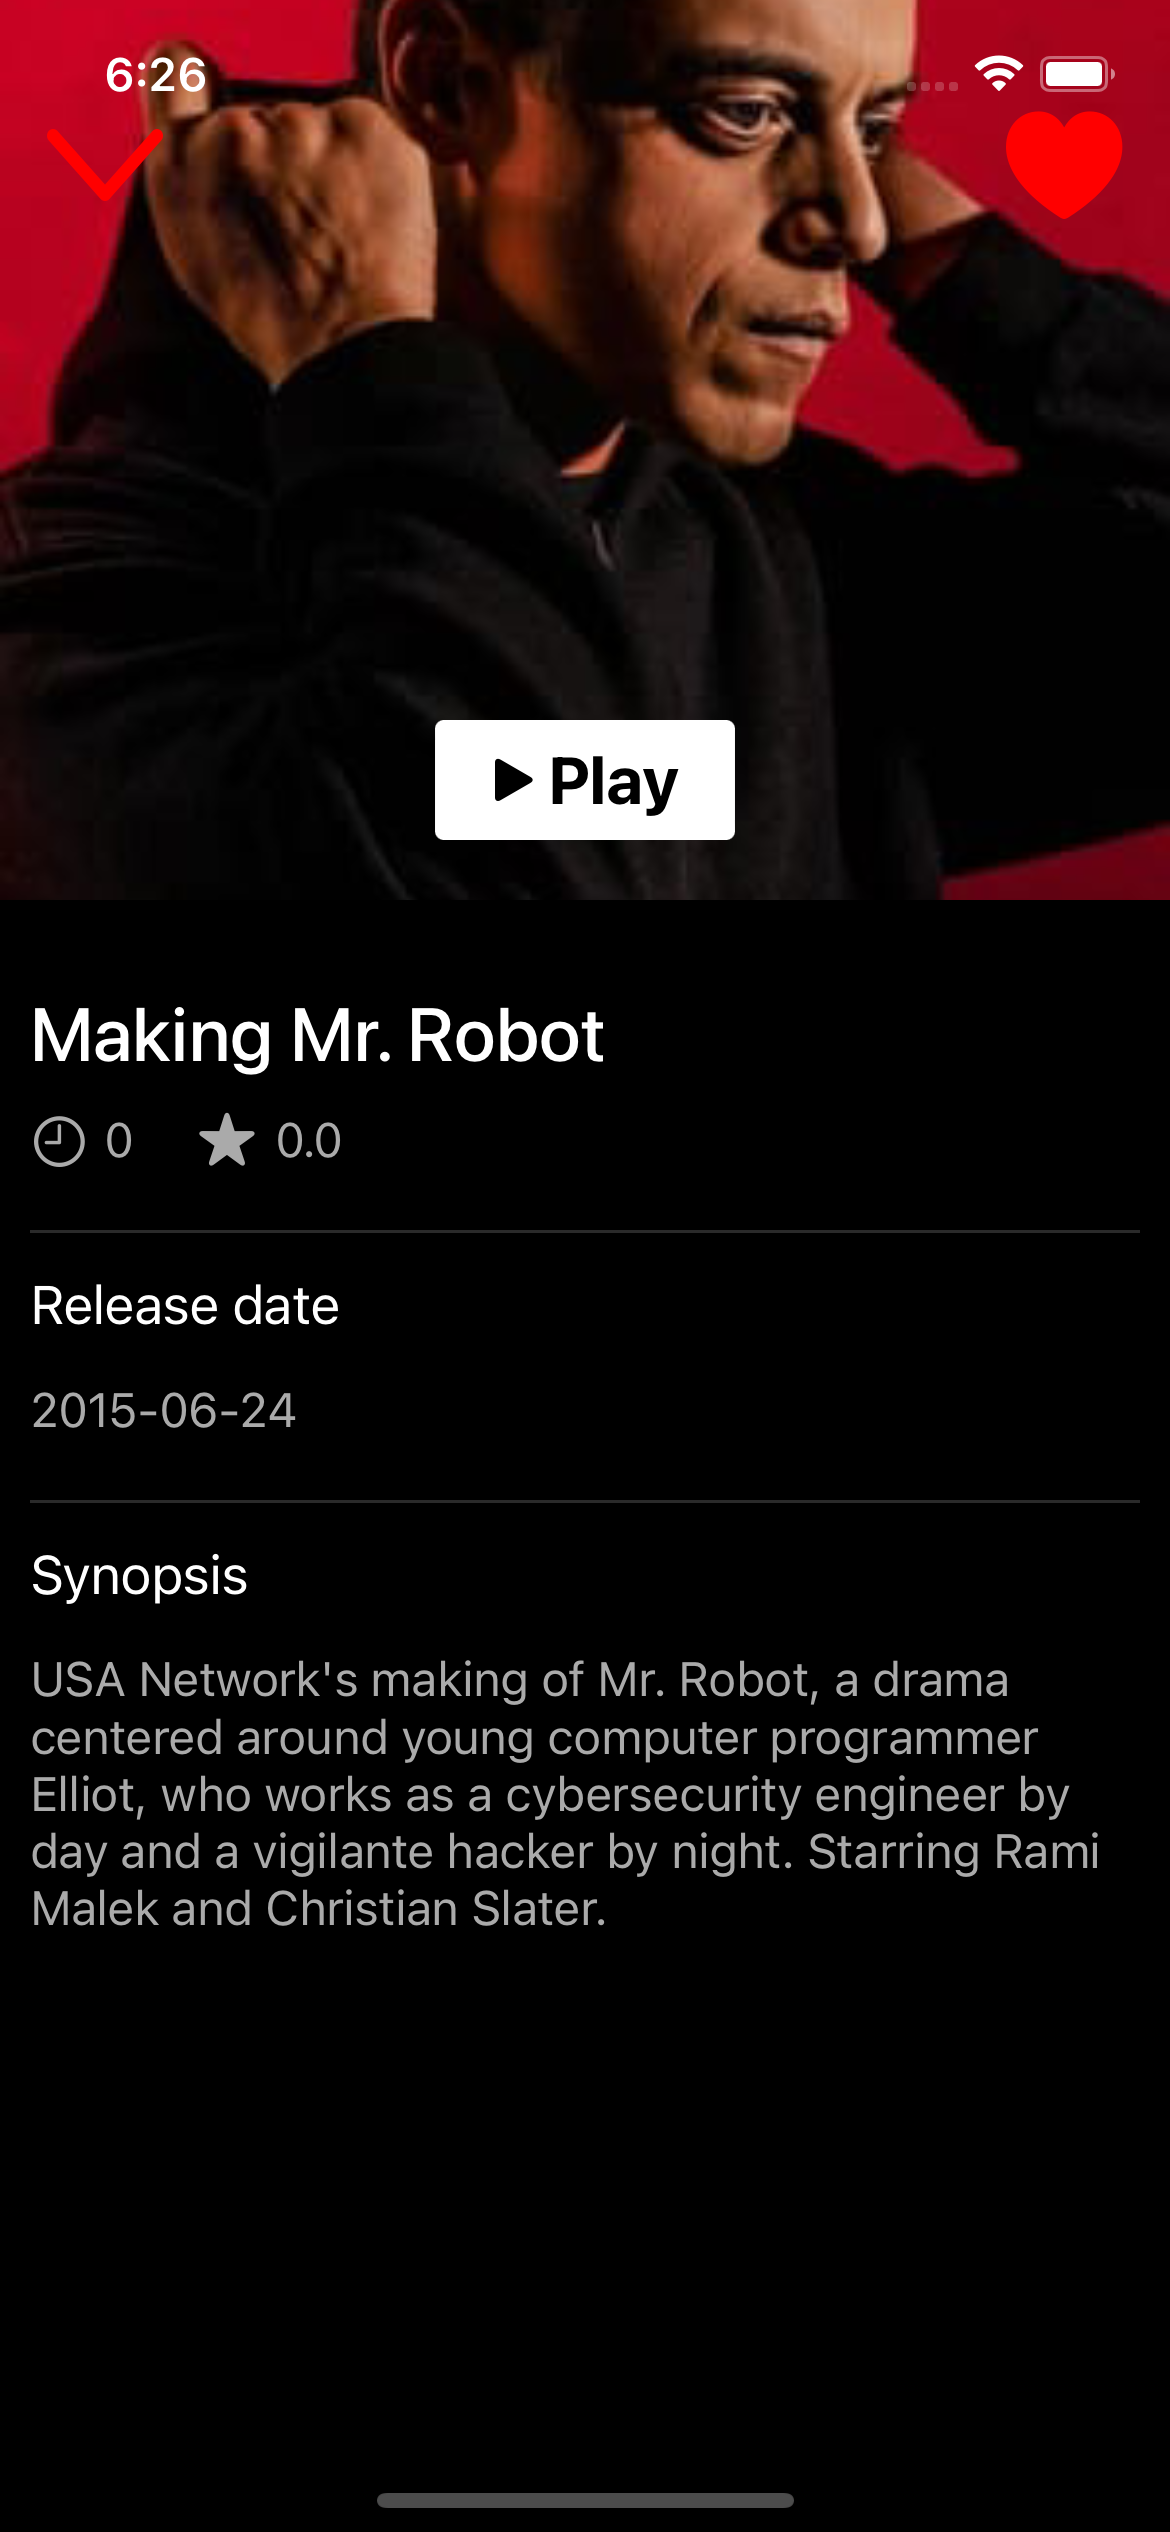 6:26
Play
Making Mr. Robot
0 0.0
Release date
2015-06-24
Synopsis
USA Network's making of Mr. Robot, a drama
centered around young computer programmer
Elliot, who works as a cybersecurity engineer by
day and a vigilante hacker by night. Starring Rami
Malek and Christian Slater.